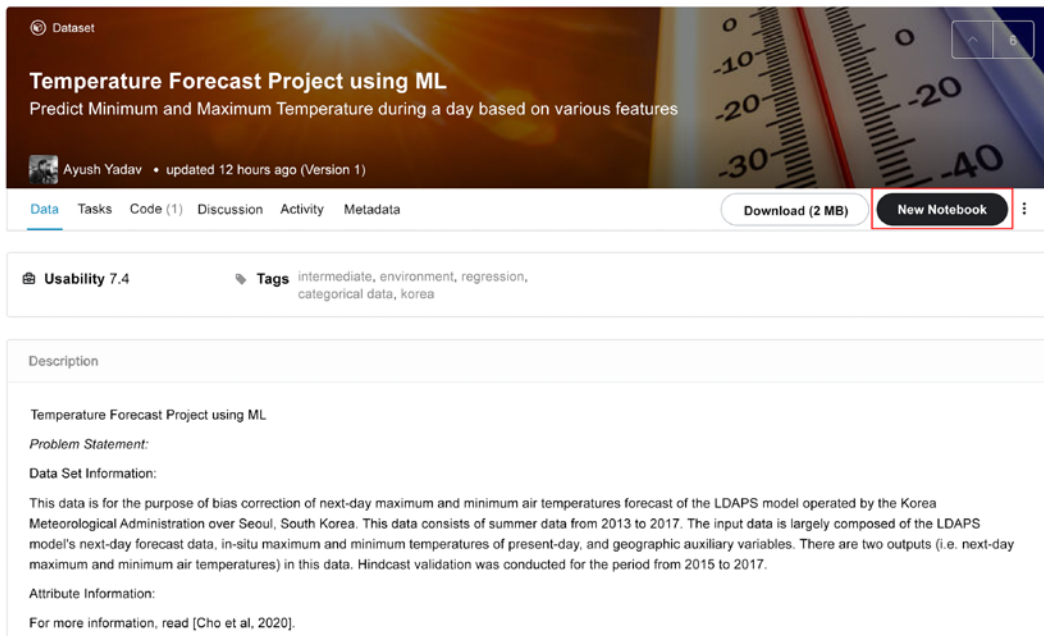 Dataset
Temperature Forecast Project using ML
Predict Minimum and Maximum Temperature during a day based on various features
Ayush Yadav • updated 12 hours ago (Version 1)
0
-10
-20
-30
0
-20
-40
6
Data Tasks Code (1) Discussion Activity Metadata
Download (2 MB) New Notebook
Usability 7.4
Tags intermediate, environment, regression,
categorical data, korea
Description
Temperature Forecast Project using ML
Problem Statement:
Data Set Information:
This data is for the purpose of bias correction of next-day maximum and minimum air temperatures forecast of the LDAPS model operated by the Korea
Meteorological Administration over Seoul, South Korea. This data consists of summer data from 2013 to 2017. The input data is largely composed of the LDAPS
model's next-day forecast data, in-situ maximum and minimum temperatures of present-day, and geographic auxiliary variables. There are two outputs (i.e. next-day
maximum and minimum air temperatures) in this data. Hindcast validation was conducted for the period from 2015 to 2017.
Attribute Information:
For more information, read [Cho et al, 2020].